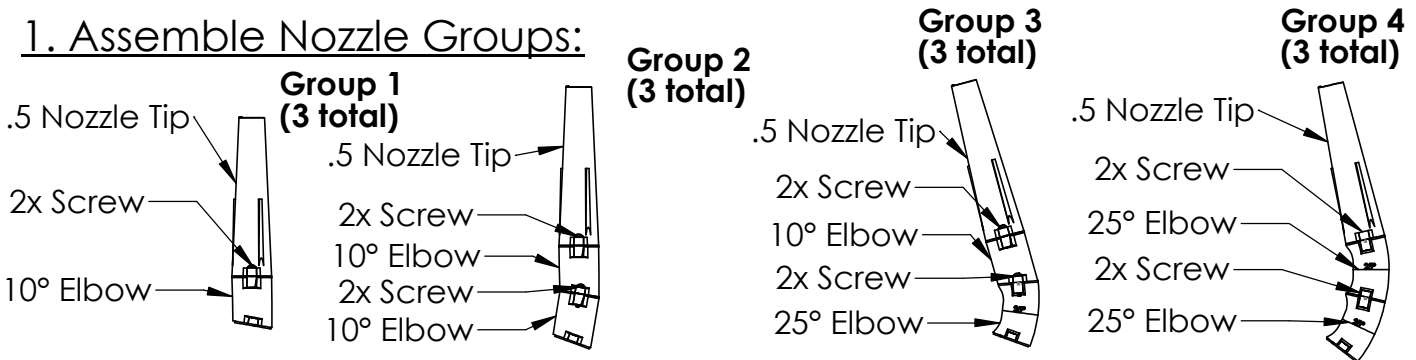 1. Assemble Nozzle Groups:
Group 1
(3 total)
.5 Nozzle Tip
2x Screw
10° Elbow
Group 2
(3 total)
.5 Nozzle Tip
2x Screw
10° Elbow
2x Screw
10° Elbow
Group 3
(3 total)
.5 Nozzle Tip
2x Screw
10° Elbow
2x Screw
25° Elbow
Group 4
(3 total)
.5 Nozzle Tip
2x Screw
25° Elbow
2x Screw
25° Elbow